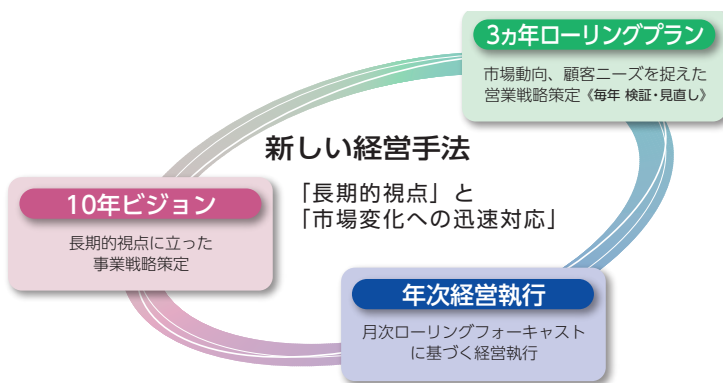 3ヵ年ローリングプラン
市場動向、顧客ニーズを捉えた
営業戦略策定《毎年 検証・見直し》
新しい経営手法
「長期的視点」と
「市場変化への迅速対応」
10年ビジョン
長期的視点に立った
事業戦略策定
年次経営執行
月次ローリングフォーキャスト
に基づく経営執行